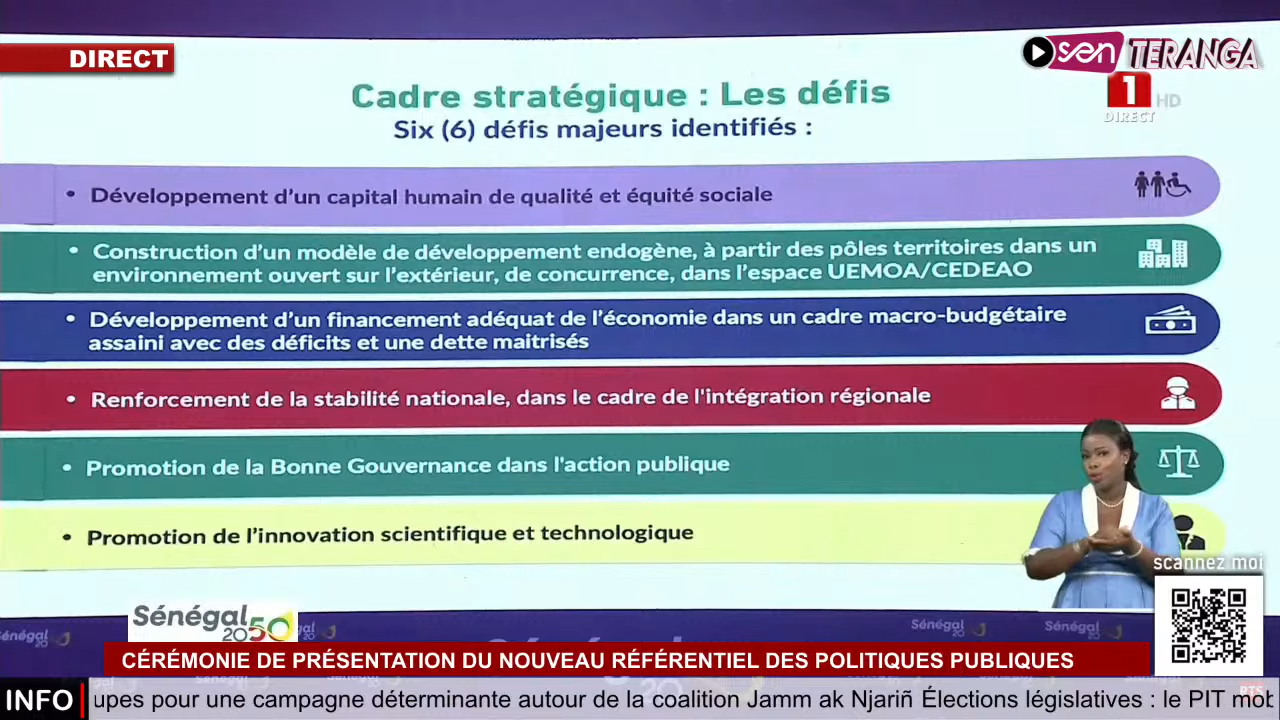 DIRECT
sen TERANGA
1 HD
DIRECT
Cadre stratégique : Les défis
Six (6) défis majeurs identifiés :
• Développement d'un capital humain de qualité et équité sociale
• Construction d'un modèle de développement endogène, à partir des pôles territoires dans un
environnement ouvert sur l'extérieur, de concurrence, dans l'espace UEMOA/CEDEAO
• Développement d'un financement adéquat de l'économie dans un cadre macro-budgétaire
assaini avec des déficits et une dette maitrisés
• Renforcement de la stabilité nationale, dans le cadre de l'intégration régionale
• Promotion de la Bonne Gouvernance dans l'action publique
• Promotion de l'innovation scientifique et technologique
scannez moi
Sénégal
2050
Sénégal
Sénégal
Sénégal
CÉRÉMONIE DE PRÉSENTATION DU NOUVEAU RÉFÉRENTIEL DES POLITIQUES PUBLIQUES
RTS
INFO upes pour une campagne déterminante autour de la coalition Jamm ak Njariñ Élections législatives : le PIT mot